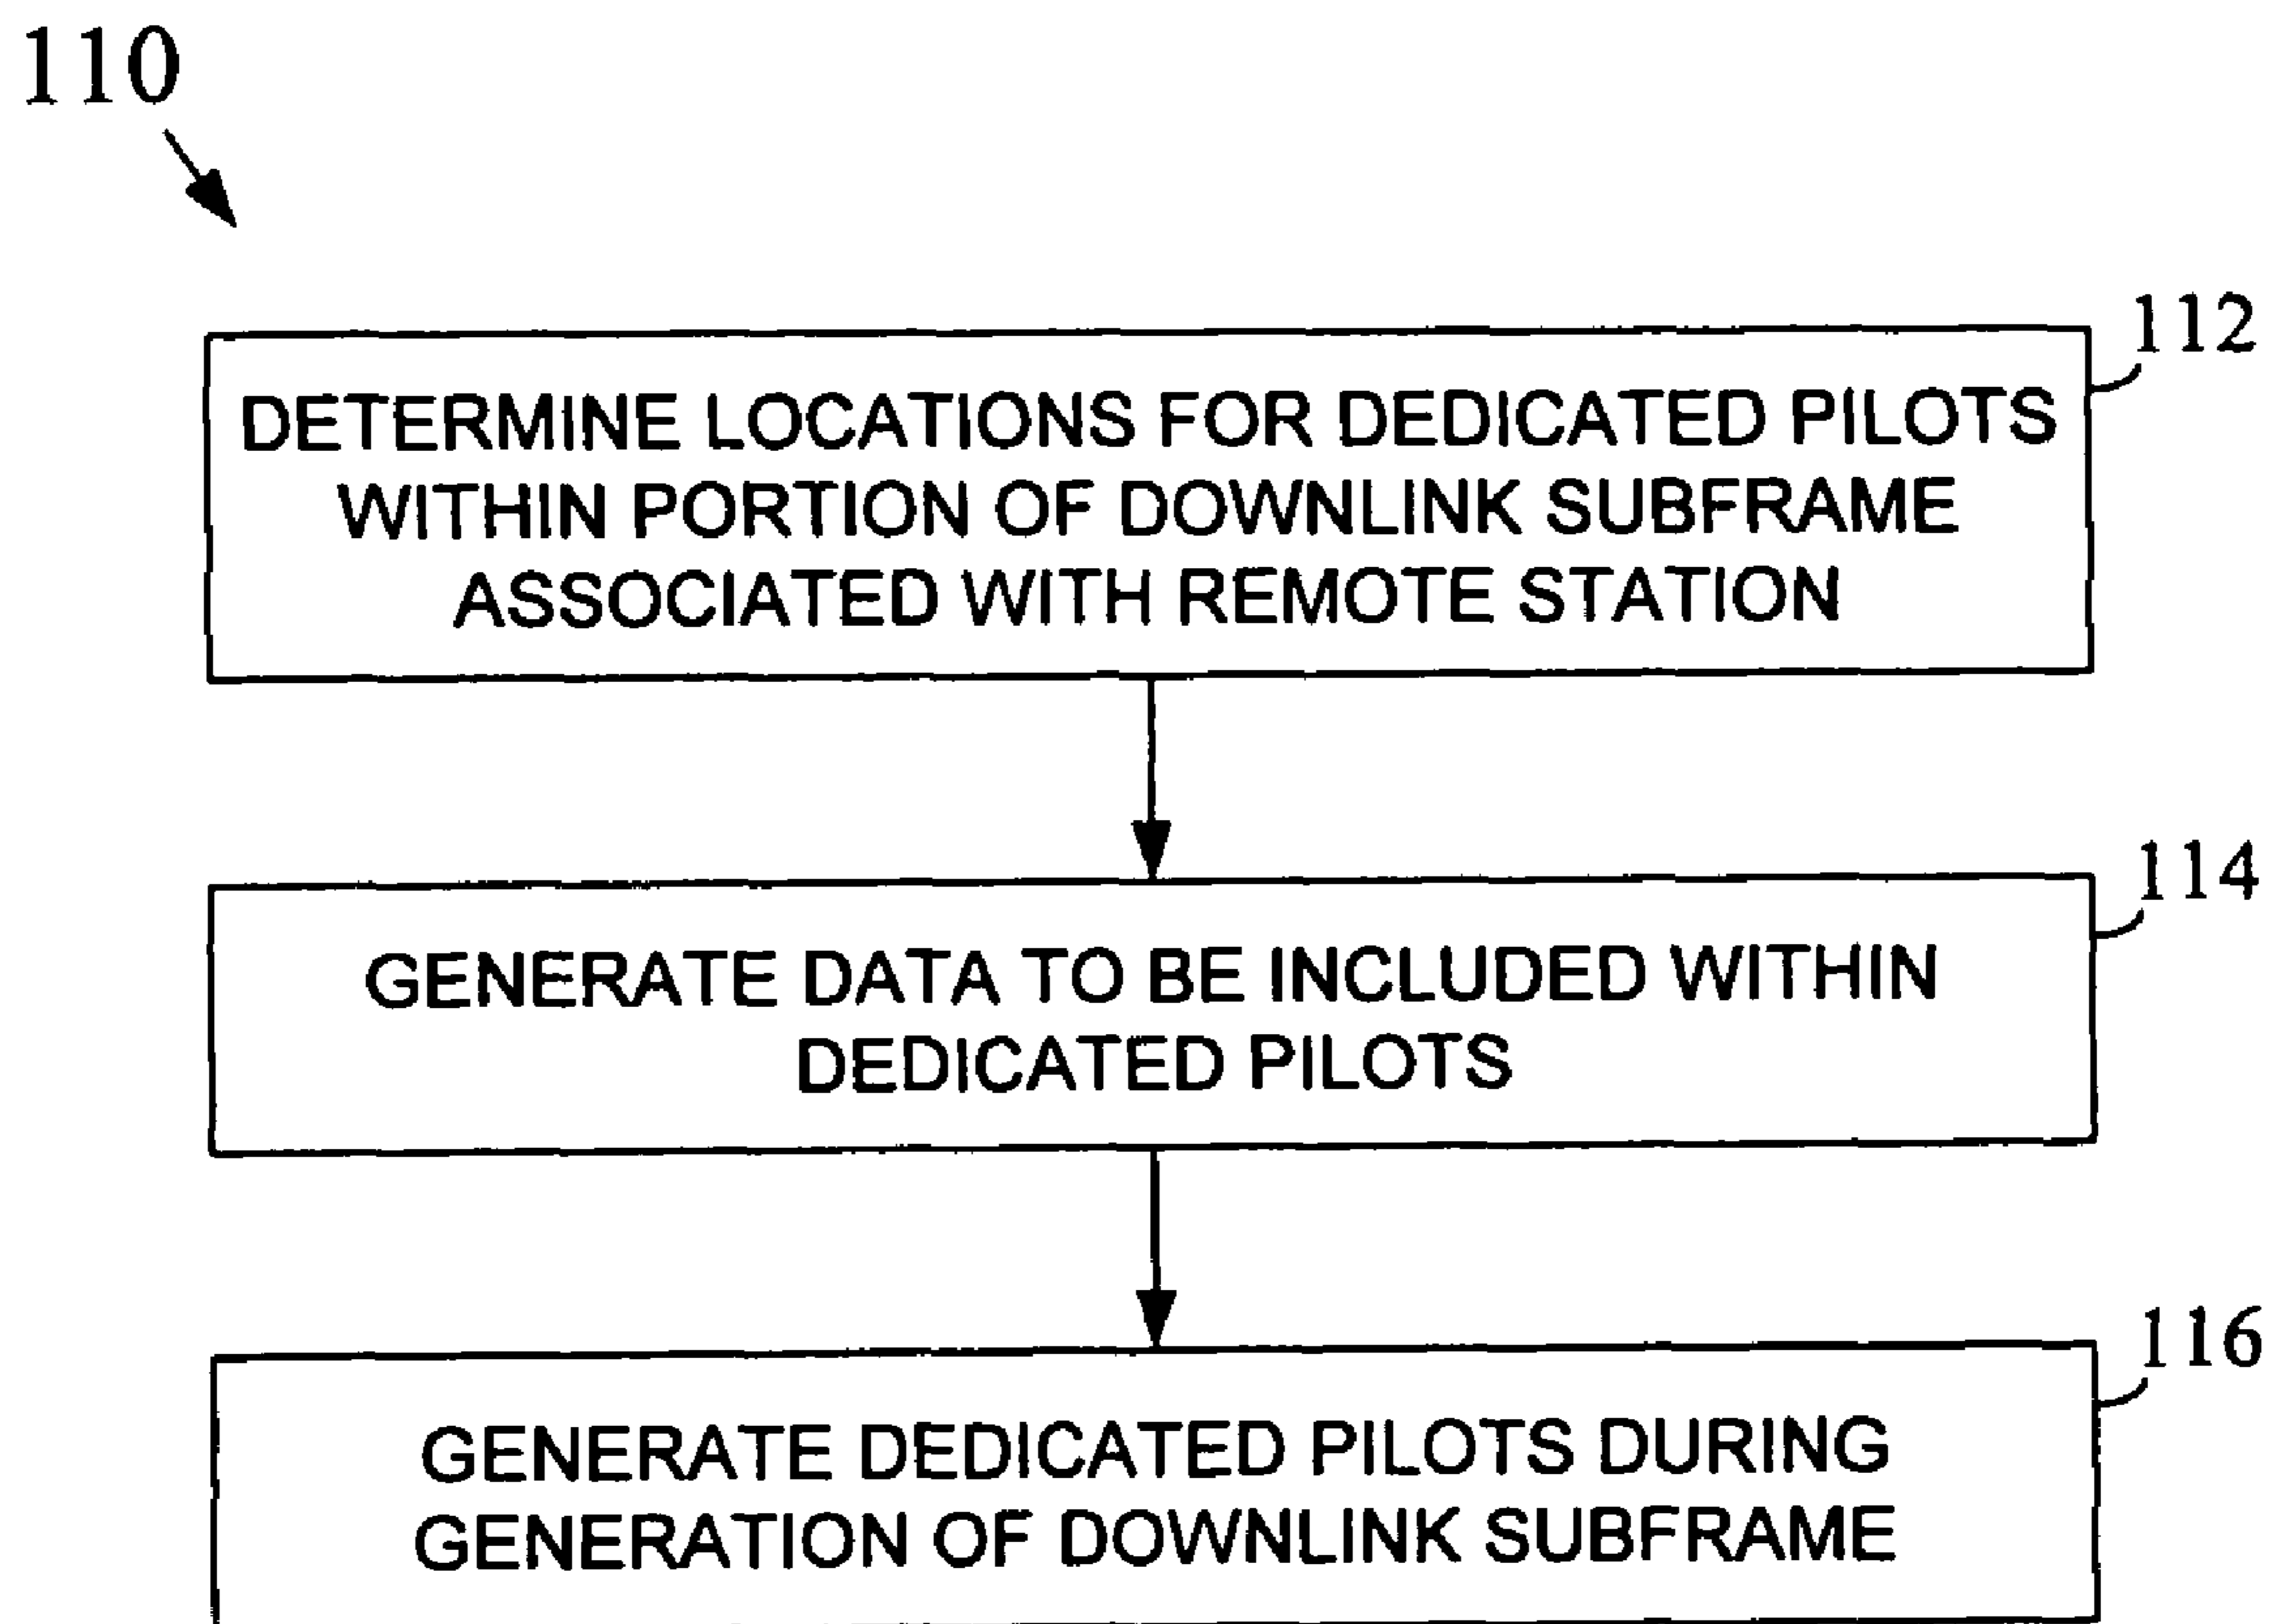 110
112
DETERMINE LOCATIONS FOR DEDICATED PILOTS
WITHIN PORTION OF DOWNLINK SUBFRAME
ASSOCIATED WITH REMOTE STATION
114
GENERATE DATA TO BE INCLUDED WITHIN
DEDICATED PILOTS
116
GENERATE DEDICATED PILOTS DURING
GENERATION OF DOWNLINK SUBFRAME